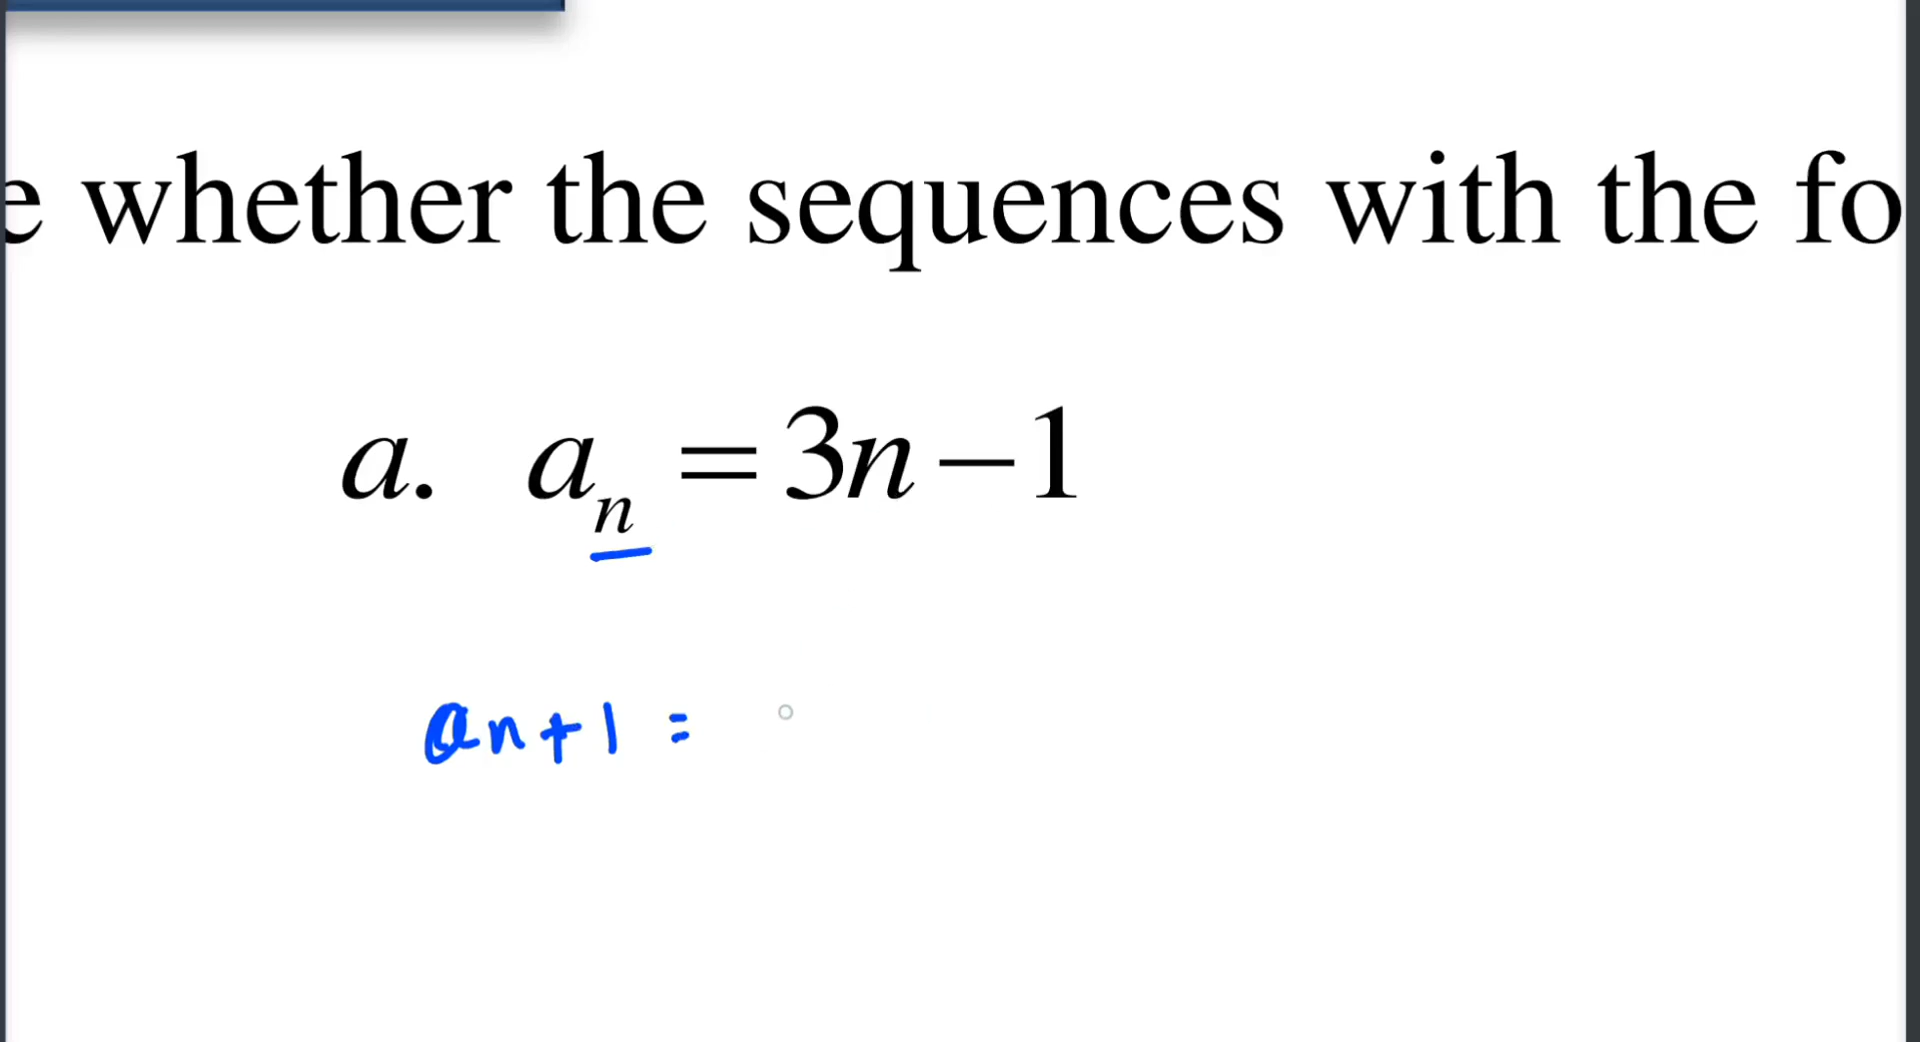 e whether the sequences with the fo
a. aₙ = 3n − 1
an+1 =